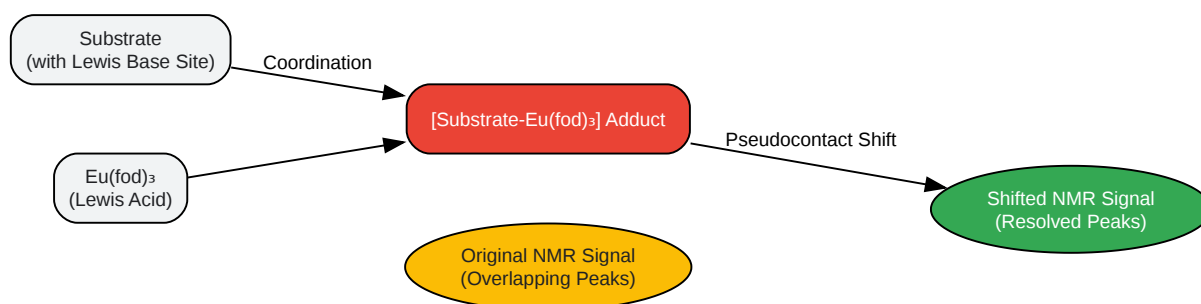 Substrate
(with Lewis Base Site)
Coordination
Eu(fod)₃
(Lewis Acid)
[Substrate-Eu(fod)₃] Adduct
Pseudocontact Shift
Shifted NMR Signal
(Resolved Peaks)
Original NMR Signal
(Overlapping Peaks)